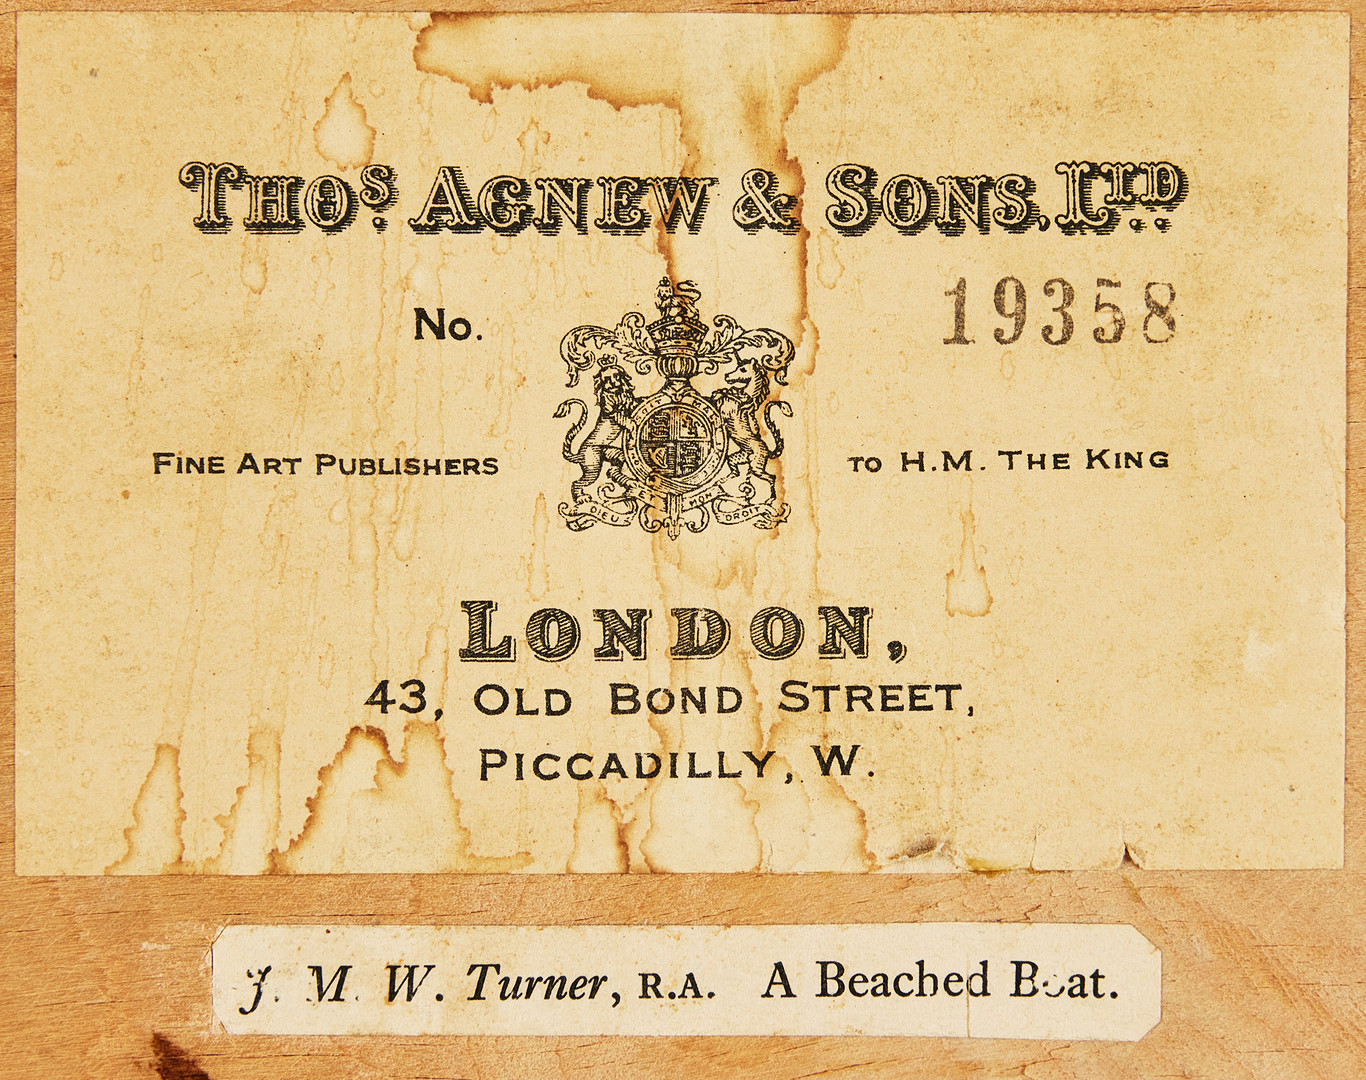 THOS. AGNEW & SONS, LTD.
No. 19358
FINE ART PUBLISHERS TO H.M. THE KING
DIEU ET MON DROIT
LONDON,
43, OLD BOND STREET,
PICCADILLY, W.
J. M. W. Turner, R.A. A Beached Boat.